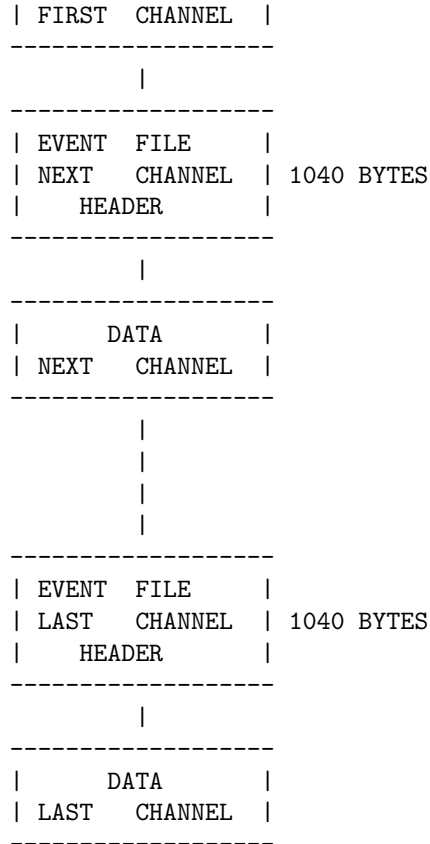 | FIRST CHANNEL |
-------------------
|
-------------------
| EVENT FILE |
| NEXT CHANNEL | 1040 BYTES
| HEADER |
-------------------
|
-------------------
| DATA |
| NEXT CHANNEL |
-------------------
|
|
|
|
-------------------
| EVENT FILE |
| LAST CHANNEL | 1040 BYTES
| HEADER |
-------------------
|
-------------------
| DATA |
| LAST CHANNEL |
-------------------